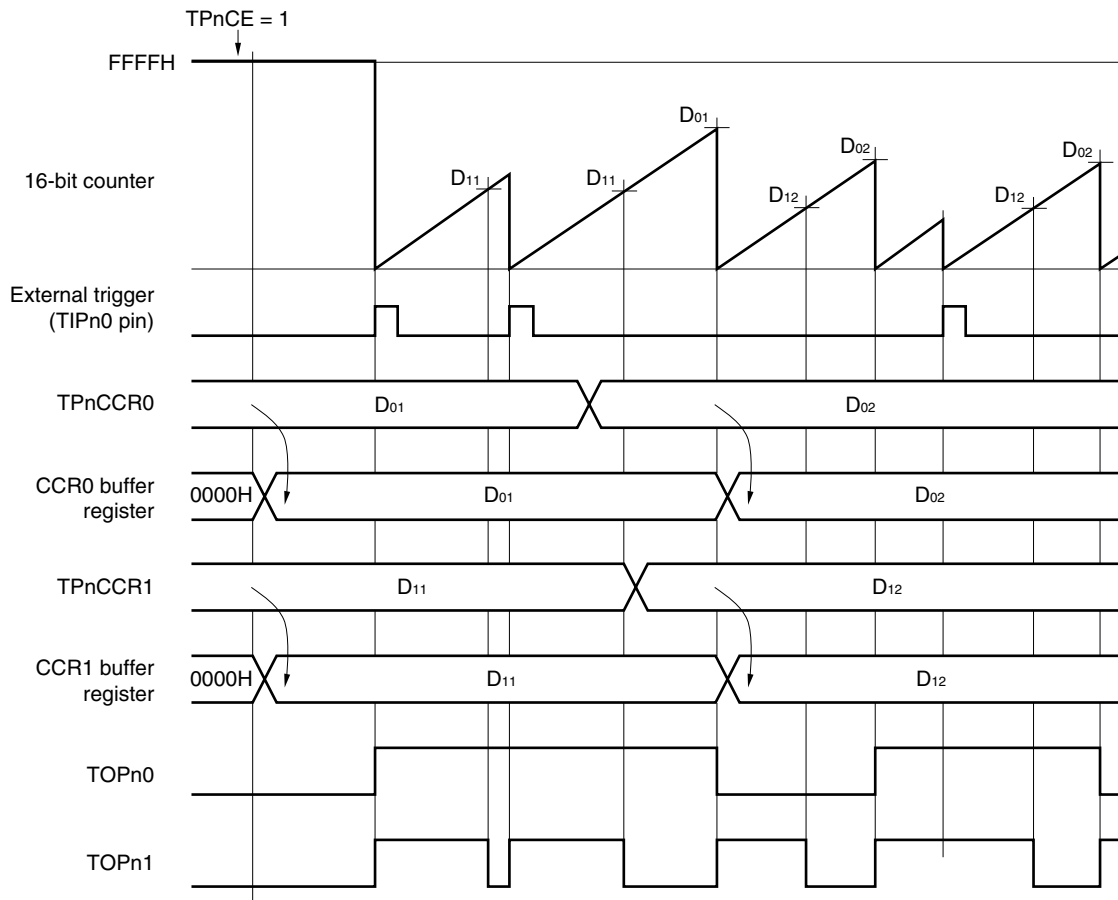 TPnCE = 1
FFFFH
16-bit counter
D11
D11
D01
D12
D02
D12
D02
External trigger
(TIPn0 pin)
TPnCCR0
D01
D02
CCR0 buffer
register
0000H
D01
D02
TPnCCR1
D11
D12
CCR1 buffer
register
0000H
D11
D12
TOPn0
TOPn1